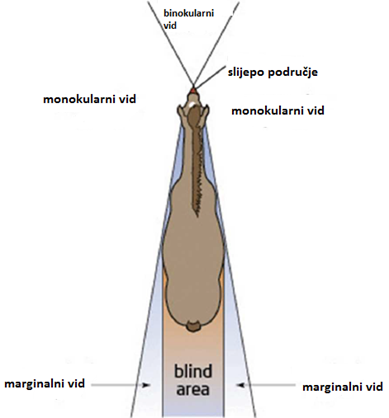 binokularni
vid
slijepo područje
monokularni vid
monokularni vid
blind
area
marginalni vid
marginalni vid